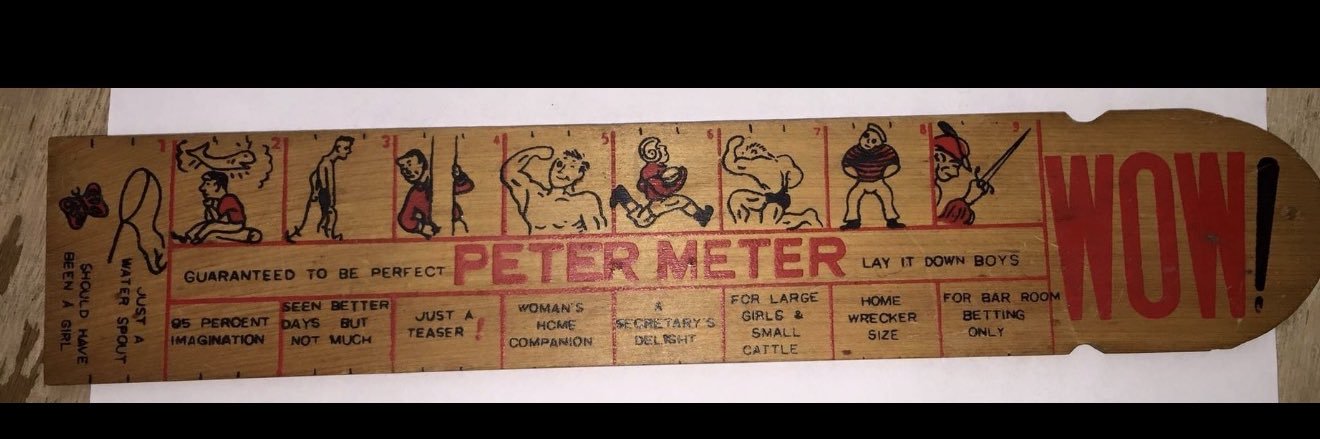 SHOULD HAVE
BEEN A GIRL
JUST A
WATER SPOUT
1 2 3 4 5 6 7 8 9
GUARANTEED TO BE PERFECT
PETER METER
LAY IT DOWN BOYS
95 PERCENT
IMAGINATION
SEEN BETTER
DAYS BUT
NOT MUCH
JUST A
TEASER !
WOMAN'S
HOME
COMPANION
A
SECRETARY'S
DELIGHT
FOR LARGE
GIRLS &
SMALL
CATTLE
HOME
WRECKER
SIZE
FOR BAR ROOM
BETTING
ONLY
WOW!